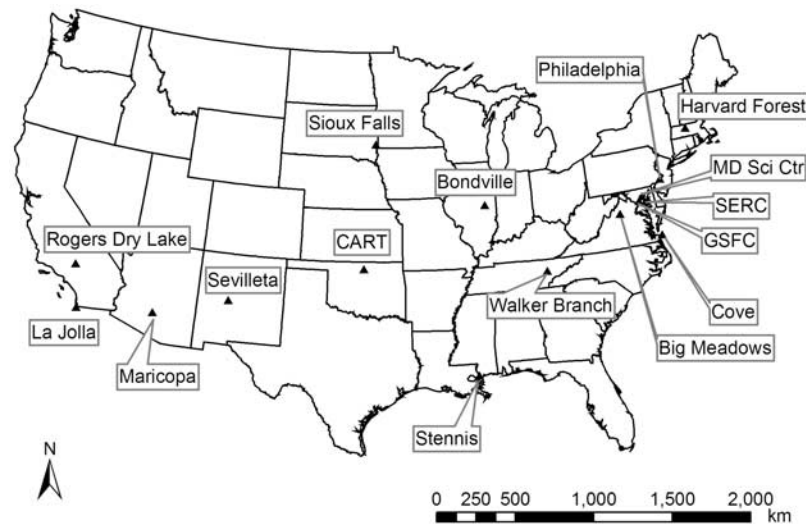 Philadelphia
Harvard Forest
Sioux Falls
MD Sci Ctr
Bondville
SERC
Rogers Dry Lake
CART
GSFC
Sevilleta
Walker Branch
Cove
La Jolla
Big Meadows
Maricopa
Stennis
N
0 250 500 1,000 1,500 2,000
km